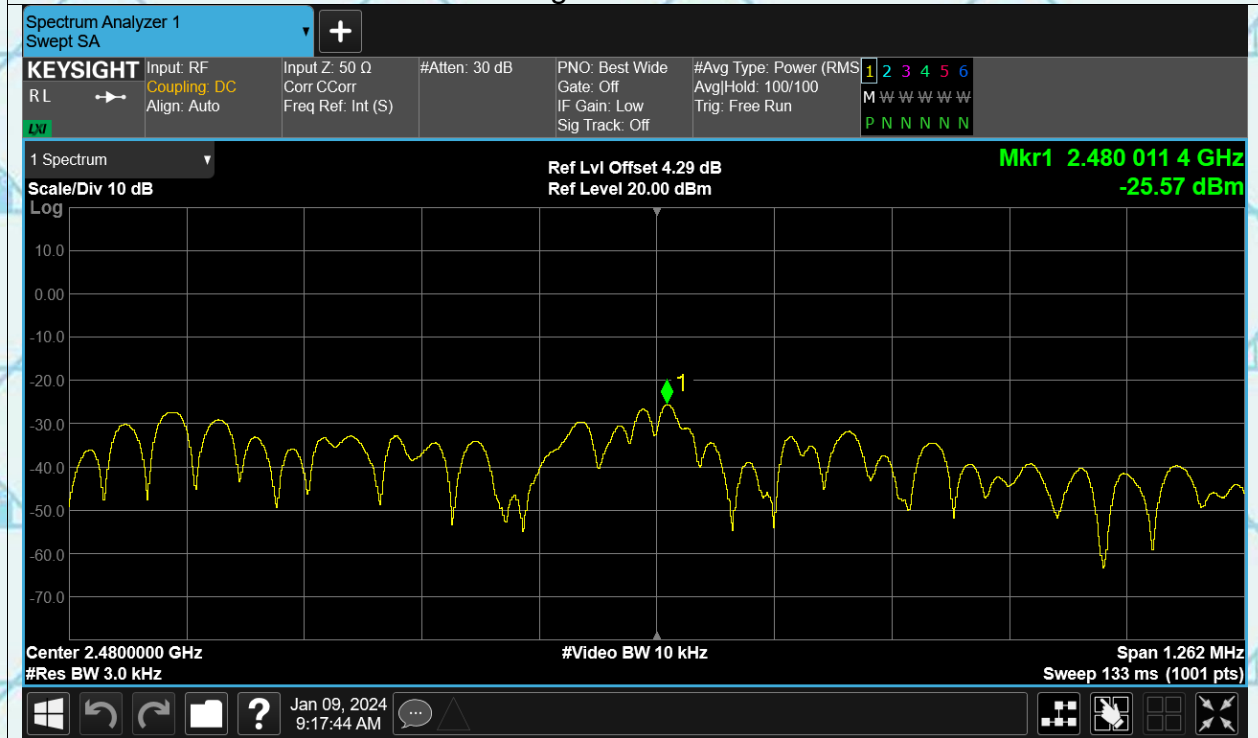 Spectrum Analyzer 1
Swept SA
+
KEYSIGHT
RL
LXI
Input: RF
Coupling: DC
Align: Auto
Input Z: 50 Ω
Corr CCorr
Freq Ref: Int (S)
#Atten: 30 dB
PNO: Best Wide
Gate: Off
IF Gain: Low
Sig Track: Off
#Avg Type: Power (RMS
Avg|Hold: 100/100
Trig: Free Run
1 2 3 4 5 6
M W W W W W
P N N N N N
1 Spectrum
Scale/Div 10 dB
Log
Ref Lvl Offset 4.29 dB
Ref Level 20.00 dBm
Mkr1 2.480 011 4 GHz
-25.57 dBm
10.0
0.00
-10.0
-20.0
-30.0
-40.0
-50.0
-60.0
-70.0
1
Center 2.4800000 GHz
#Res BW 3.0 kHz
#Video BW 10 kHz
Span 1.262 MHz
Sweep 133 ms (1001 pts)
?
Jan 09, 2024
9:17:44 AM